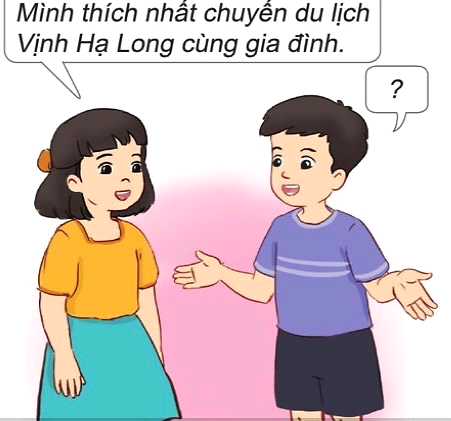 Mình thích nhất chuyến du lịch
Vịnh Hạ Long cùng gia đình.
?